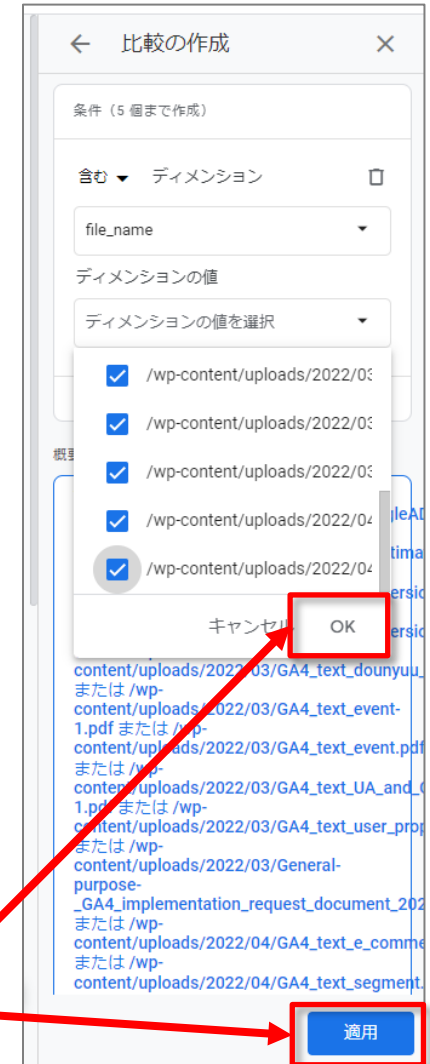 比較の作成
条件（5 個まで作成）
含む ディメンション
file_name
ディメンションの値
ディメンションの値を選択
/wp-content/uploads/2022/03
/wp-content/uploads/2022/03
/wp-content/uploads/2022/03
/wp-content/uploads/2022/04
/wp-content/uploads/2022/04
キャンセル OK
content/uploads/2022/03/GA4_text_dounyuu_
または /wp-
content/uploads/2022/03/GA4_text_event-
1.pdf または /wp-
content/uploads/2022/03/GA4_text_event.pdf
または /wp-
content/uploads/2022/03/GA4_text_UA_and_
1.pdf または /wp-
content/uploads/2022/03/GA4_text_user_prop
または /wp-
content/uploads/2022/03/General-
purpose-
_GA4_implementation_request_document_202
または /wp-
content/uploads/2022/04/GA4_text_e_comme
または /wp-
content/uploads/2022/04/GA4_text_segment.
適用